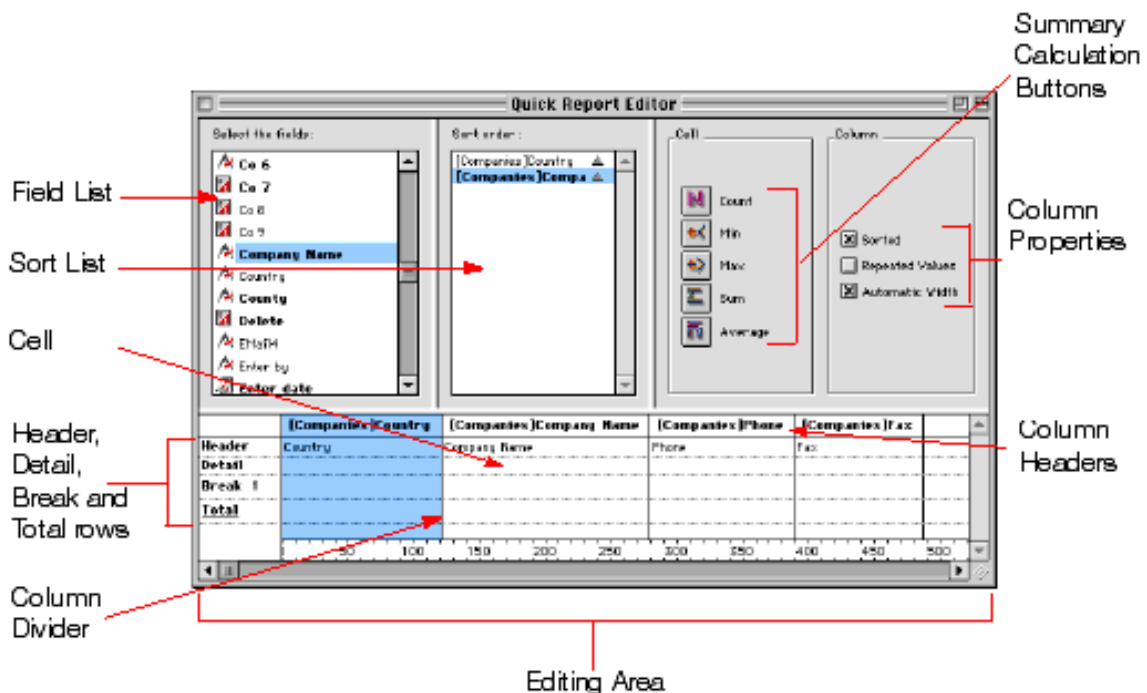 Summary
Calculation
Buttons
Quick Report Editor
Select the fields:
Co 6
Co 7
Co 8
Co 9
Company Name
Country
County
Delete
EMail4
Enter by
Enter date
Sort order:
[Companies]Country
[Companies]Compa
Cell
Count
Min
Max
Sum
Average
Column
Sorted
Repeated Values
Automatic Width
Field List
Sort List
Cell
Header,
Detail,
Break and
Total rows
Column
Divider
Column
Properties
Column
Headers
[Companies]Country [Companies]Company Name [Companies]Phone [Companies]Fax
Header Country Company Name Phone Fax
Detail
Break 1
Total
50 100 150 200 250 300 350 400 450 500
Editing Area